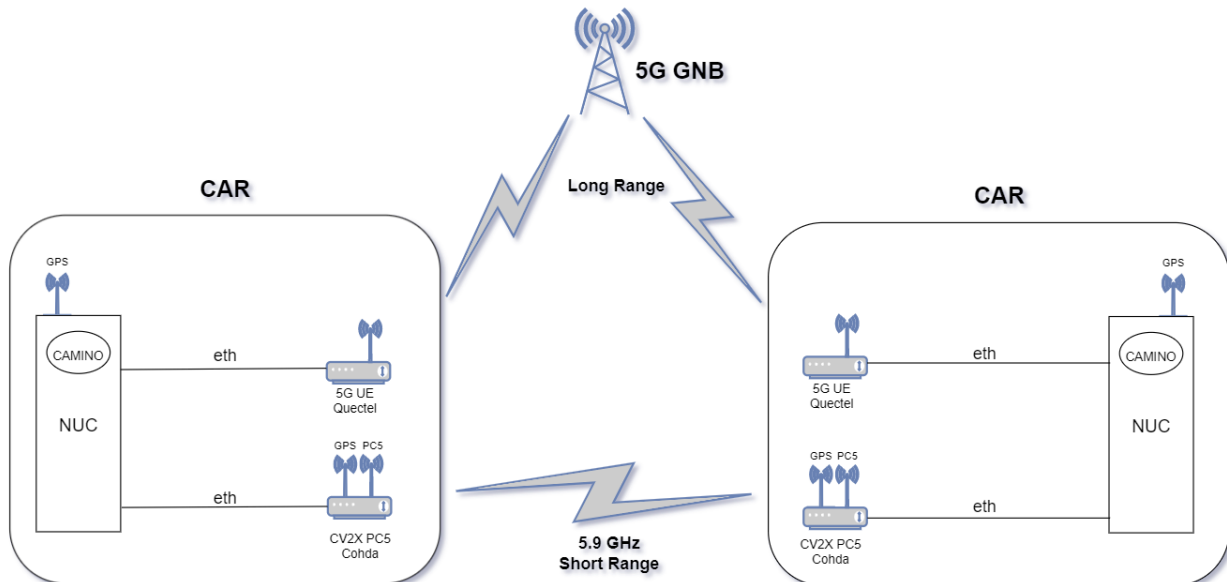 5G GNB
Long Range
CAR
GPS
CAMINO
NUC
eth
5G UE
Quectel
eth
GPS PC5
CV2X PC5
Cohda
5.9 GHz
Short Range
CAR
GPS
CAMINO
NUC
eth
5G UE
Quectel
eth
GPS PC5
CV2X PC5
Cohda